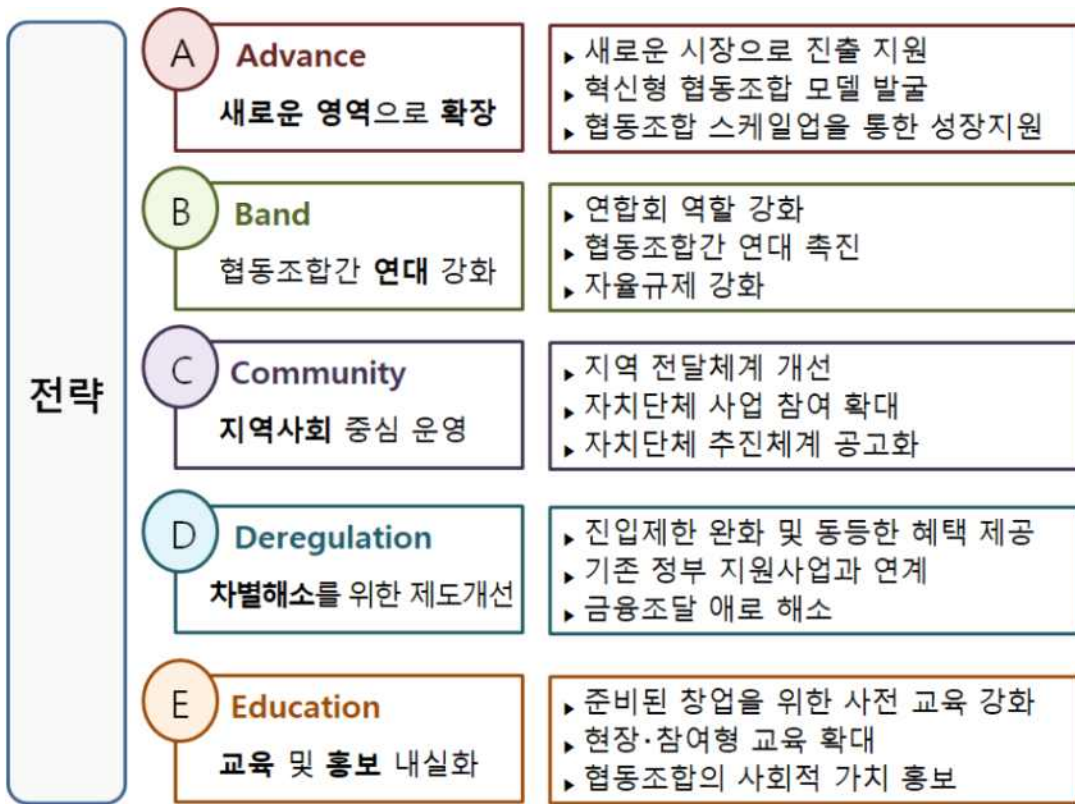 전략
A Advance
새로운 영역으로 확장
▸ 새로운 시장으로 진출 지원
▸ 혁신형 협동조합 모델 발굴
▸ 협동조합 스케일업을 통한 성장지원
B Band
협동조합간 연대 강화
▸ 연합회 역할 강화
▸ 협동조합간 연대 촉진
▸ 자율규제 강화
C Community
지역사회 중심 운영
▸ 지역 전달체계 개선
▸ 자치단체 사업 참여 확대
▸ 자치단체 추진체계 공고화
D Deregulation
차별해소를 위한 제도개선
▸ 진입제한 완화 및 동등한 혜택 제공
▸ 기존 정부 지원사업과 연계
▸ 금융조달 애로 해소
E Education
교육 및 홍보 내실화
▸ 준비된 창업을 위한 사전 교육 강화
▸ 현장·참여형 교육 확대
▸ 협동조합의 사회적 가치 홍보